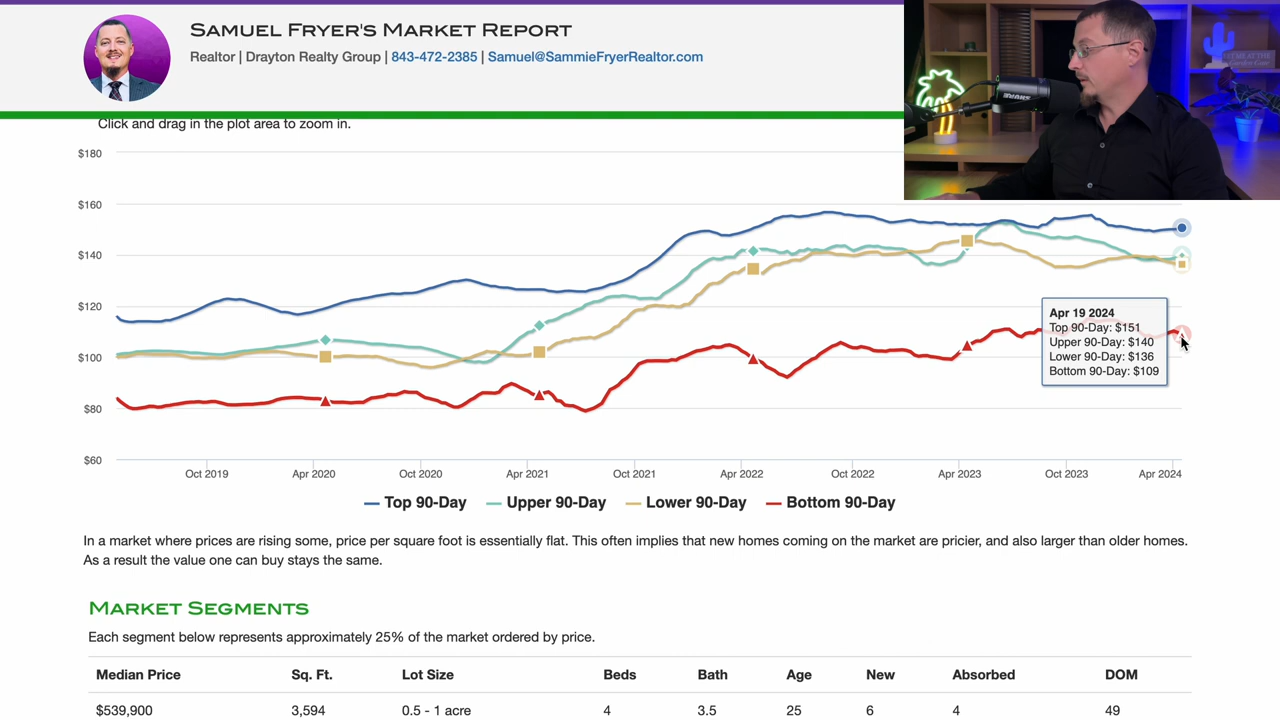 SAMUEL FRYER'S MARKET REPORT
Realtor | Drayton Realty Group | 843-472-2385 | Samuel@SammieFryerRealtor.com
Click and drag in the plot area to zoom in.
$180
$160
$140
$120
$100
$80
$60
Apr 19 2024
Top 90-Day: $151
Upper 90-Day: $140
Lower 90-Day: $136
Bottom 90-Day: $109
Oct 2019 Apr 2020 Oct 2020 Apr 2021 Oct 2021 Apr 2022 Oct 2022 Apr 2023 Oct 2023 Apr 2024
Top 90-Day Upper 90-Day Lower 90-Day Bottom 90-Day
In a market where prices are rising some, price per square foot is essentially flat. This often implies that new homes coming on the market are pricier, and also larger than older homes.
As a result the value one can buy stays the same.
MARKET SEGMENTS
Each segment below represents approximately 25% of the market ordered by price.
Median Price Sq. Ft. Lot Size Beds Bath Age New Absorbed DOM
$539,900 3,594 0.5 - 1 acre 4 3.5 25 6 4 49